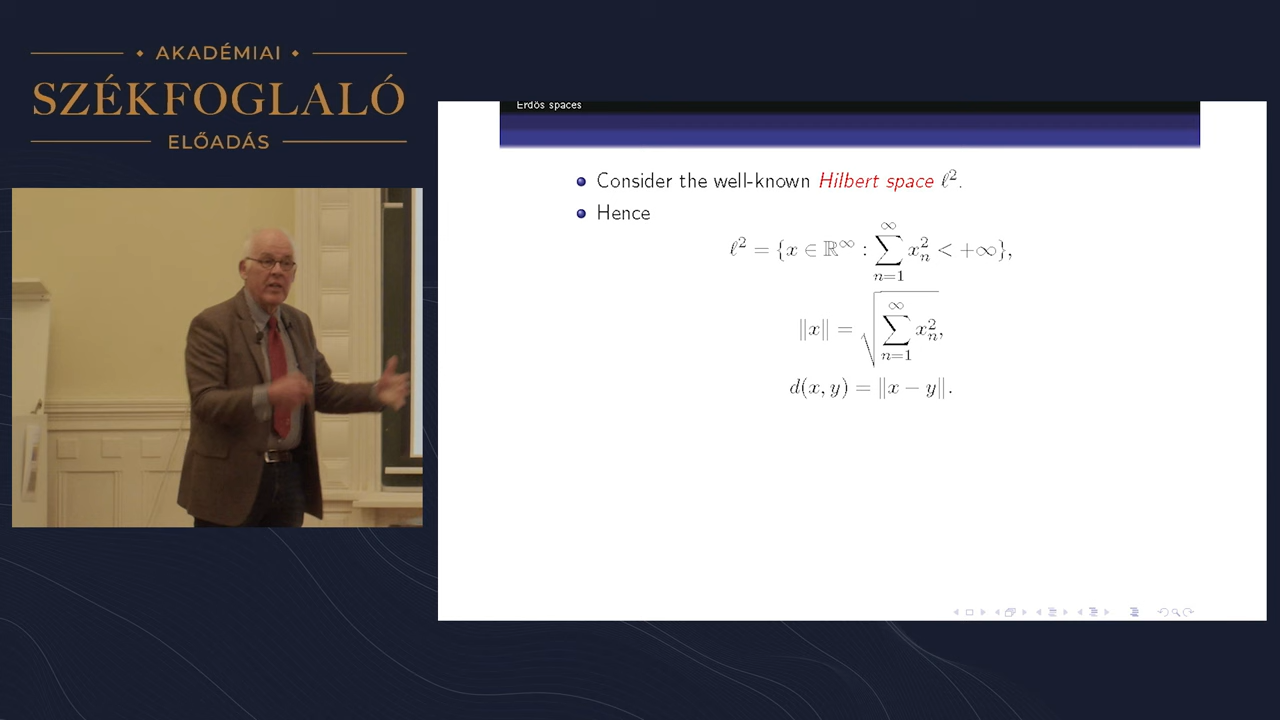 AKADÉMIAI
SZÉKFOGLALÓ
ELŐADÁS
Erdős spaces
Consider the well-known Hilbert space ℓ².
Hence
ℓ² = {x ∈ ℝ^∞ : ∑_{n=1}^{∞} x_n² < +∞},
‖x‖ = √(∑_{n=1}^{∞} x_n²),
d(x, y) = ‖x − y‖.